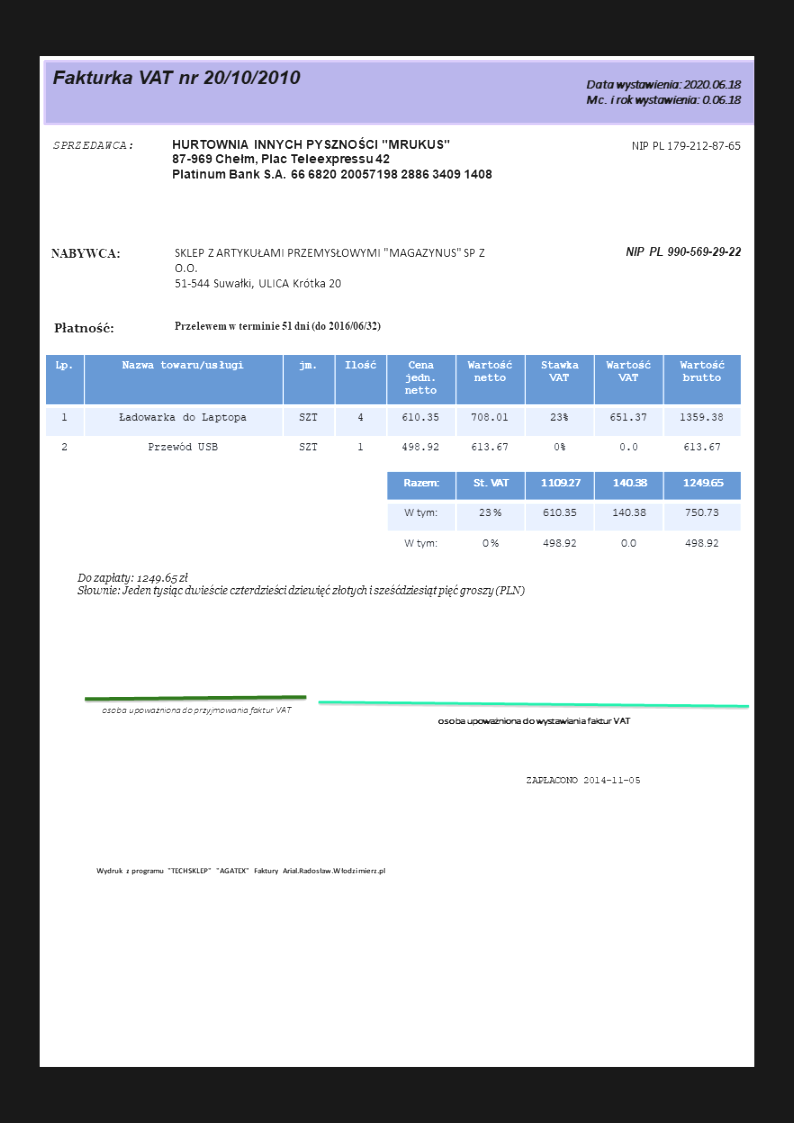 Fakturka VAT nr 20/10/2010
Data wystawienia: 2020.06.18
Mc. i rok wystawienia: 0.06.18
SPRZEDAWCA: HURTOWNIA INNYCH PYSZNOŚCI "MRUKUS" NIP PL 179-212-87-65
87-969 Chełm, Plac Teleexpressu 42
Platinum Bank S.A. 66 6820 20057198 2886 3409 1408
NABYWCA: SKLEP Z ARTYKUŁAMI PRZEMYSŁOWYMI "MAGAZYNUS" SP Z NIP PL 990-569-29-22
O.O.
51-544 Suwałki, ULICA Krótka 20
Płatność: Przelewem w terminie 51 dni (do 2016/06/32)
Lp. Nazwa towaru/usługi jm. Ilość Cena Wartość Stawka Wartość Wartość
jedn. netto VAT VAT brutto
netto
1 Ładowarka do Laptopa SZT 4 610.35 708.01 23% 651.37 1359.38
2 Przewód USB SZT 1 498.92 613.67 0% 0.0 613.67
Razem: St. VAT 1109.27 140.38 1249.65
W tym: 23 % 610.35 140.38 750.73
W tym: 0 % 498.92 0.0 498.92
Do zapłaty: 1249.65 zł
Słownie: Jeden tysiąc dwieście czterdzieści dziewięć złotych i sześćdziesiąt pięć groszy (PLN)
osoba upoważniona do przyjmowania faktur VAT
osoba upoważniona do wystawiania faktur VAT
ZAPŁACONO 2014-11-05
Wydruk z programu "TECHSKLEP" "AGATEX" Faktury Arial.Radosław.Włodzimierz.pl